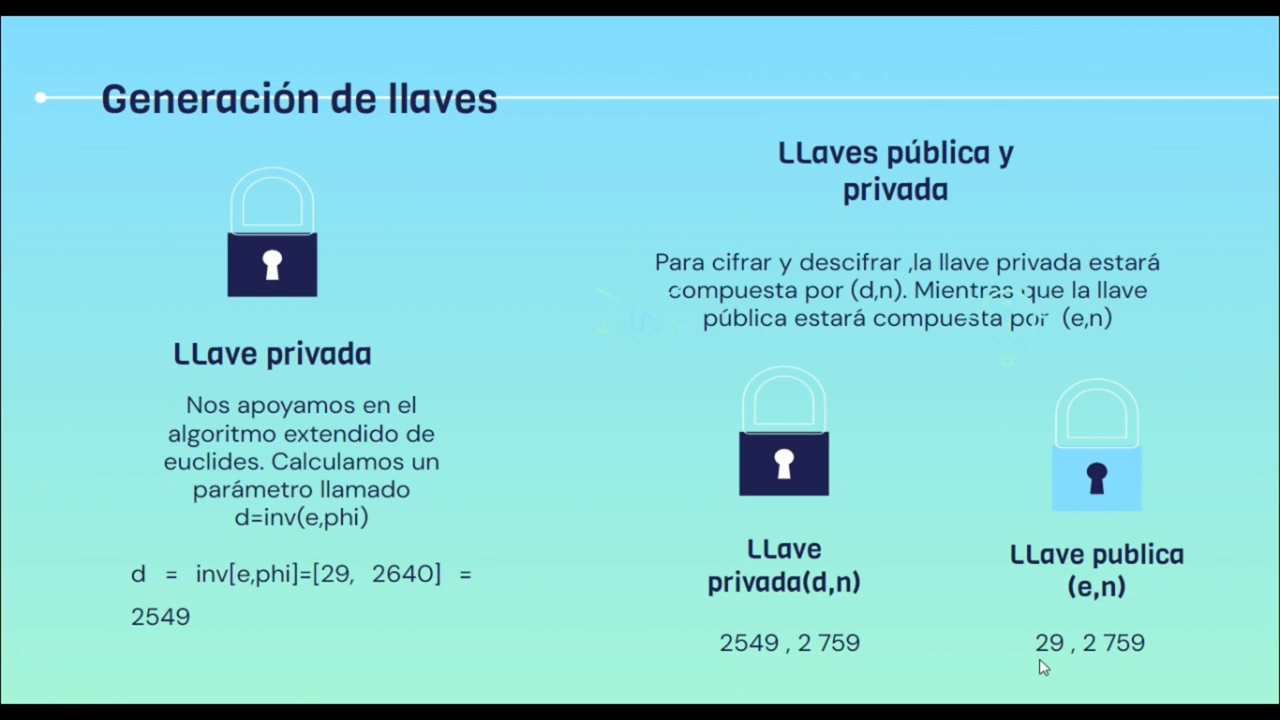 Generación de llaves
LLave privada
Nos apoyamos en el
algoritmo extendido de
euclides. Calculamos un
parámetro llamado
d=inv(e,phi)
d = inv[e,phi]=[29, 2640] =
2549
LLaves pública y
privada
Para cifrar y descifrar ,la llave privada estará
compuesta por (d,n). Mientras que la llave
pública estará compuesta por (e,n)
LLave
privada(d,n)
2549 , 2 759
LLave publica
(e,n)
29 , 2 759